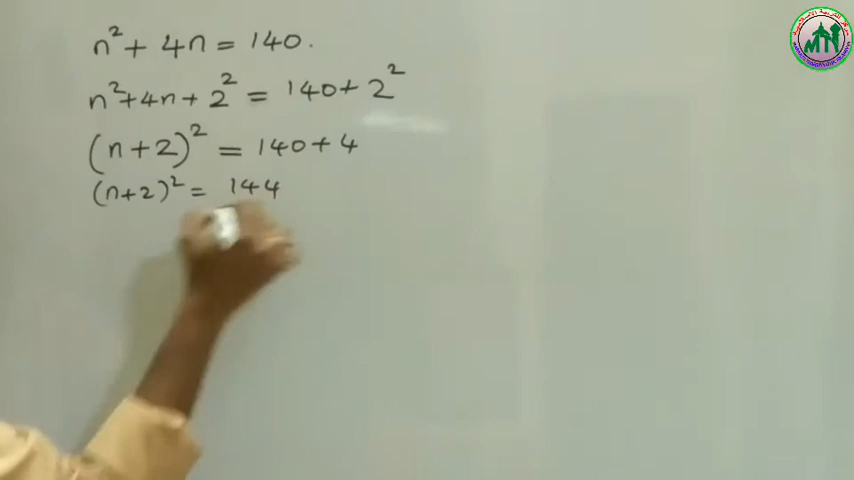 n² + 4n = 140.
n² + 4n + 2² = 140 + 2²
(n + 2)² = 140 + 4
(n+2)² = 144